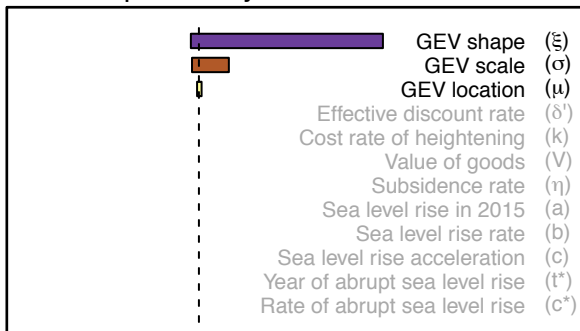 GEV shape (ξ)
GEV scale (σ)
GEV location (μ)
Effective discount rate (δ')
Cost rate of heightening (k)
Value of goods (V)
Subsidence rate (η)
Sea level rise in 2015 (a)
Sea level rise rate (b)
Sea level rise acceleration (c)
Year of abrupt sea level rise (t*)
Rate of abrupt sea level rise (c*)